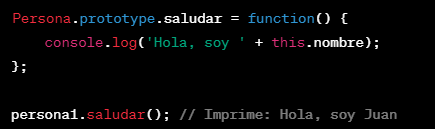 Persona.prototype.saludar = function() {
    console.log('Hola, soy ' + this.nombre);
};

persona1.saludar(); // Imprime: Hola, soy Juan